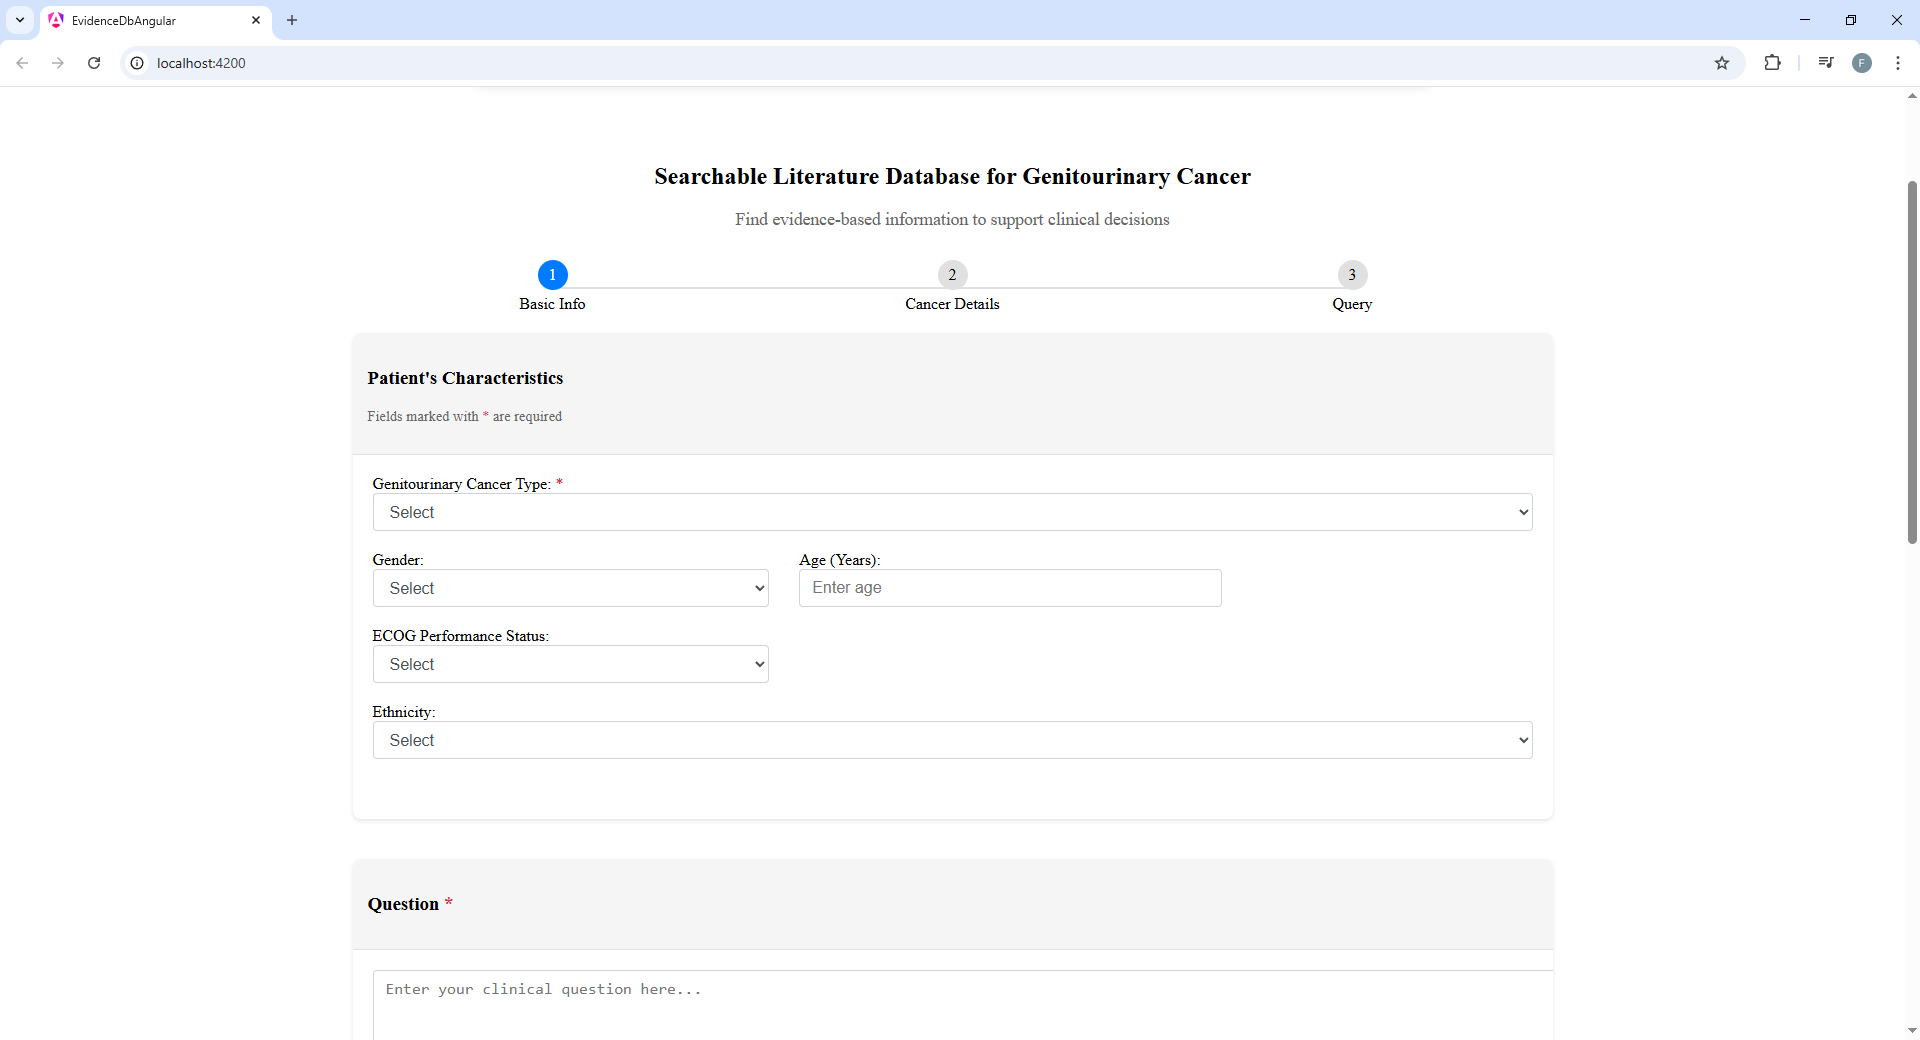 EvidenceDbAngular
localhost:4200
F
Searchable Literature Database for Genitourinary Cancer
Find evidence-based information to support clinical decisions
1
2
3
Basic Info
Cancer Details
Query
Patient's Characteristics
Fields marked with * are required
Genitourinary Cancer Type: *
Select
Gender:
Age (Years):
Select
Enter age
ECOG Performance Status:
Select
Ethnicity:
Select
Question *
Enter your clinical question here...